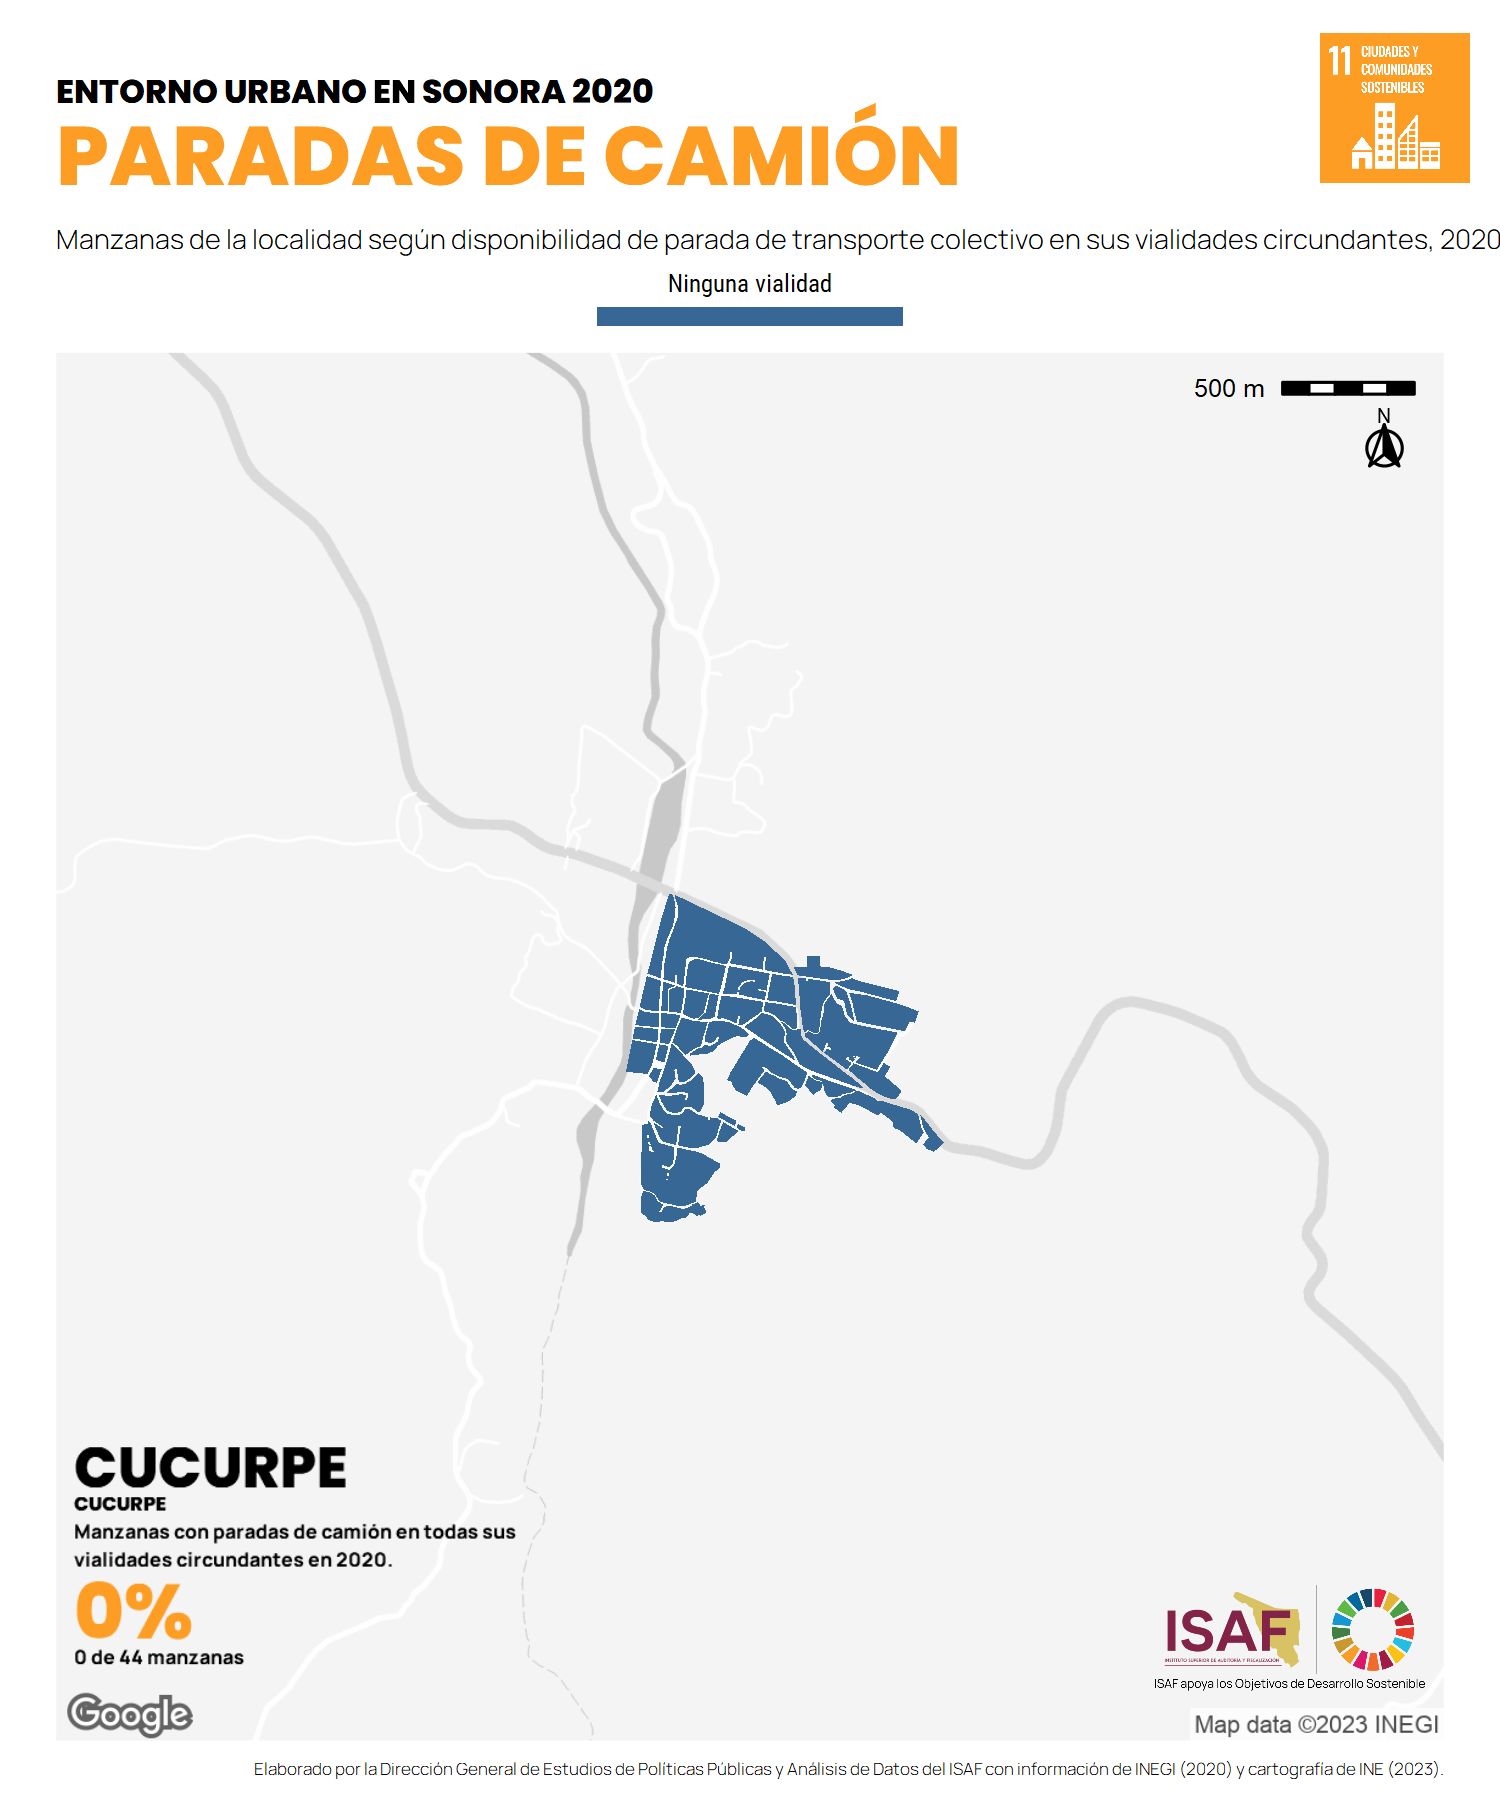 ENTORNO URBANO EN SONORA 2020
PARADAS DE CAMIÓN
11 CIUDADES Y
COMUNIDADES
SOSTENIBLES
Manzanas de la localidad según disponibilidad de parada de transporte colectivo en sus vialidades circundantes, 2020
Ninguna vialidad
500 m
N
CUCURPE
CUCURPE
Manzanas con paradas de camión en todas sus
vialidades circundantes en 2020.
0%
0 de 44 manzanas
Google
ISAF
INSTITUTO SUPERIOR DE AUDITORÍA Y FISCALIZACIÓN
ISAF apoya los Objetivos de Desarrollo Sostenible
Map data ©2023 INEGI
Elaborado por la Dirección General de Estudios de Políticas Públicas y Análisis de Datos del ISAF con información de INEGI (2020) y cartografía de INE (2023).